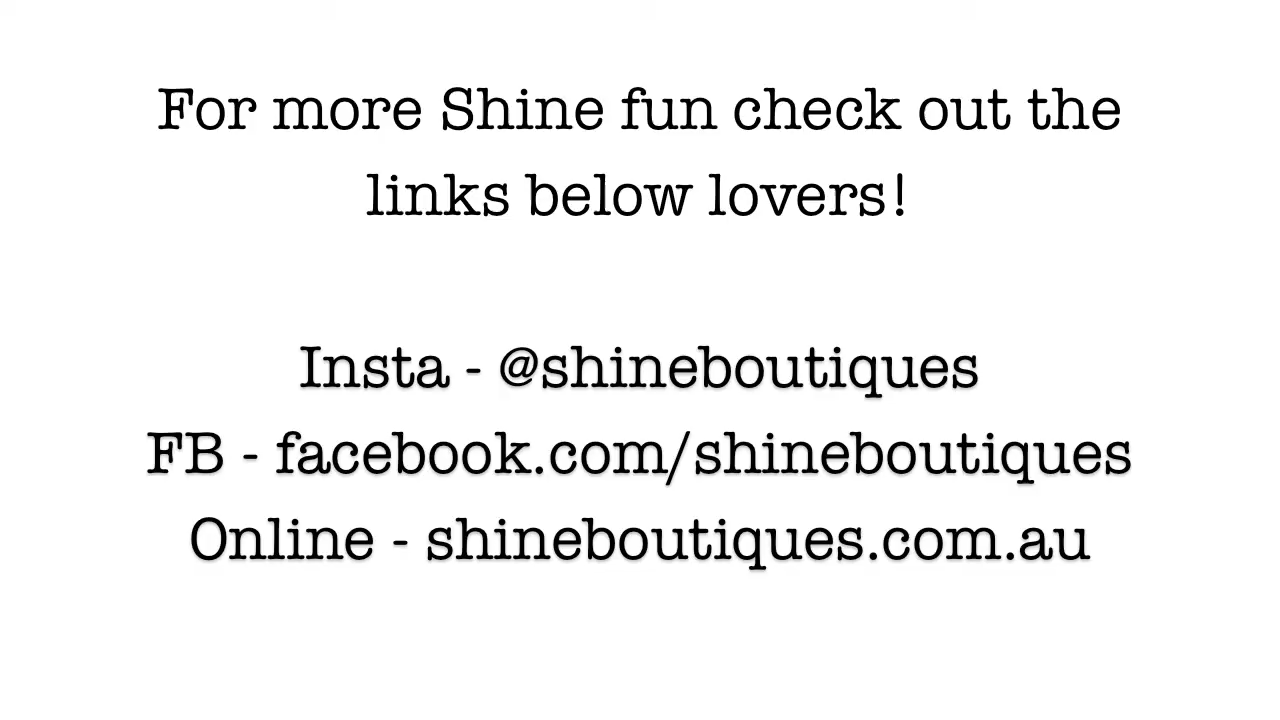 For more Shine fun check out the
links below lovers!
Insta - @shineboutiques
FB - facebook.com/shineboutiques
Online - shineboutiques.com.au